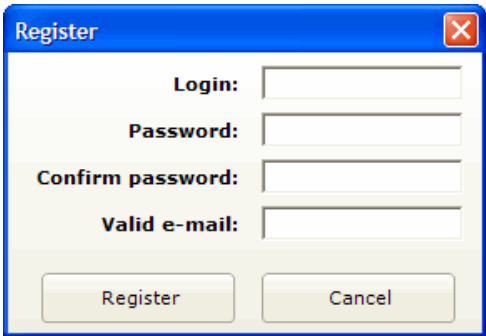 Register
Login:
Password:
Confirm password:
Valid e-mail:
Register Cancel